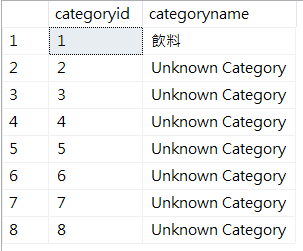 categoryid categoryname
1 1 飲料
2 2 Unknown Category
3 3 Unknown Category
4 4 Unknown Category
5 5 Unknown Category
6 6 Unknown Category
7 7 Unknown Category
8 8 Unknown Category